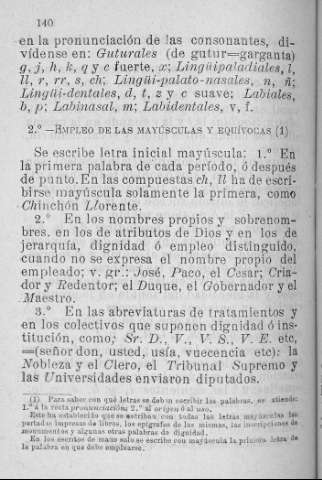 140
en la pronunciación de las consonantes, di-
vídense en: Guturales (de gutur=garganta)
g, j, h, k, q y c fuerte, x; Lingüipaladiales, l,
ll, r, rr, s, ch; Lingüi-palato-nasales, n, ñ;
Lingüi-dentales, d, t, z y c suave; Labiales,
b, p; Labinasal, m; Labidentales, v, f.
2.° —EMPLEO DE LAS MAYÚSCULAS Y EQUÍVOCAS (1)
Se escribe letra inicial mayúscula: 1.° En
la primera palabra de cada período, ó después
de punto. En las compuestas ch, ll ha de escri-
birse mayúscula solamente la primera, como
Chinchón Llorente.
2.° En los nombres propios y sobrenom-
bres, en los de atributos de Dios y en los de
jerarquía, dignidad ó empleo distinguido,
cuando no se expresa el nombre propio del
empleado; v. gr.: José, Paco, el Cesar; Cria-
dor y Redentor; el Duque, el Gobernador y el
Maestro.
3.° En las abreviaturas de tratamientos y
en los colectivos que suponen dignidad ó ins-
titución, como; Sr. D., V., V. S., V. E. etc,
=(señor don, usted, usía, vuecencia etc): la
Nobleza y el Clero, el Tribunal Supremo y
las Universidades enviaron diputados.
(1) Para saber con qué letras se deben escribir las palabras, se atiende:
1.° á la recta pronunciación; 2.° al origen ó al uso.
Está establecido que se escriban con todas las letras mayúsculas las
portadas impresas de libros, los epígrafes de los mismos, las inscripciones de
monumentos y algunas otras palabras de dignidad.
En los escritos de mano solo se escribe con mayúscula la primera letra de
la palabra en que debe emplearse.